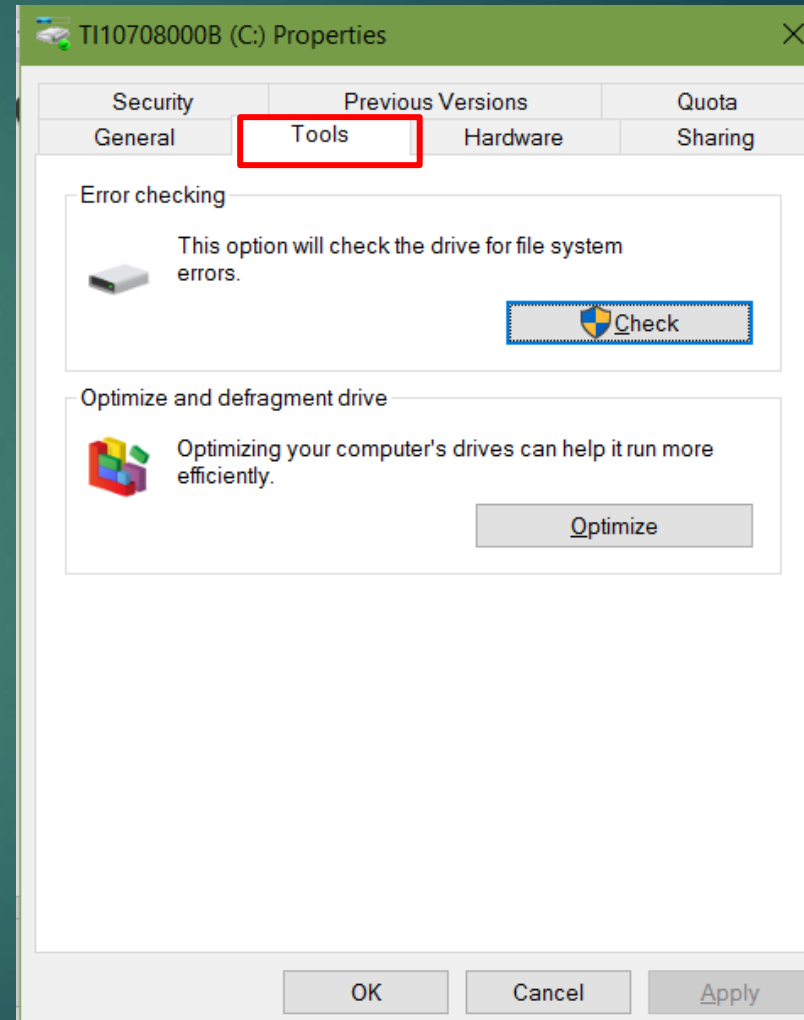 TI10708000B (C:) Properties
Security Previous Versions Quota
General Tools Hardware Sharing
Error checking
This option will check the drive for file system
errors.
Check
Optimize and defragment drive
Optimizing your computer's drives can help it run more
efficiently.
Optimize
OK Cancel Apply